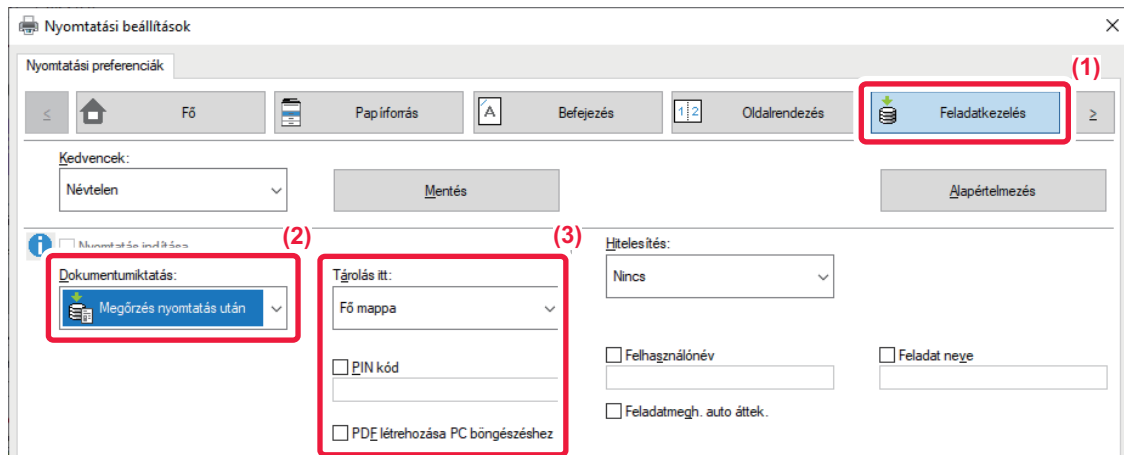 Nyomtatási beállítások
Nyomtatási preferenciák
(1)
≤ Fő Papírforrás Befejezés Oldalrendezés Feladatkezelés ≥
Kedvencek:
Névtelen Mentés Alapértelmezés
Nyomtatás indítása (2) (3) Hitelesítés:
Dokumentumiktatás: Tárolás itt: Nincs
Megőrzés nyomtatás után Fő mappa
PIN kód Felhasználónév Feladat neve
Feladatmegh. auto áttek.
PDF létrehozása PC böngészéshez